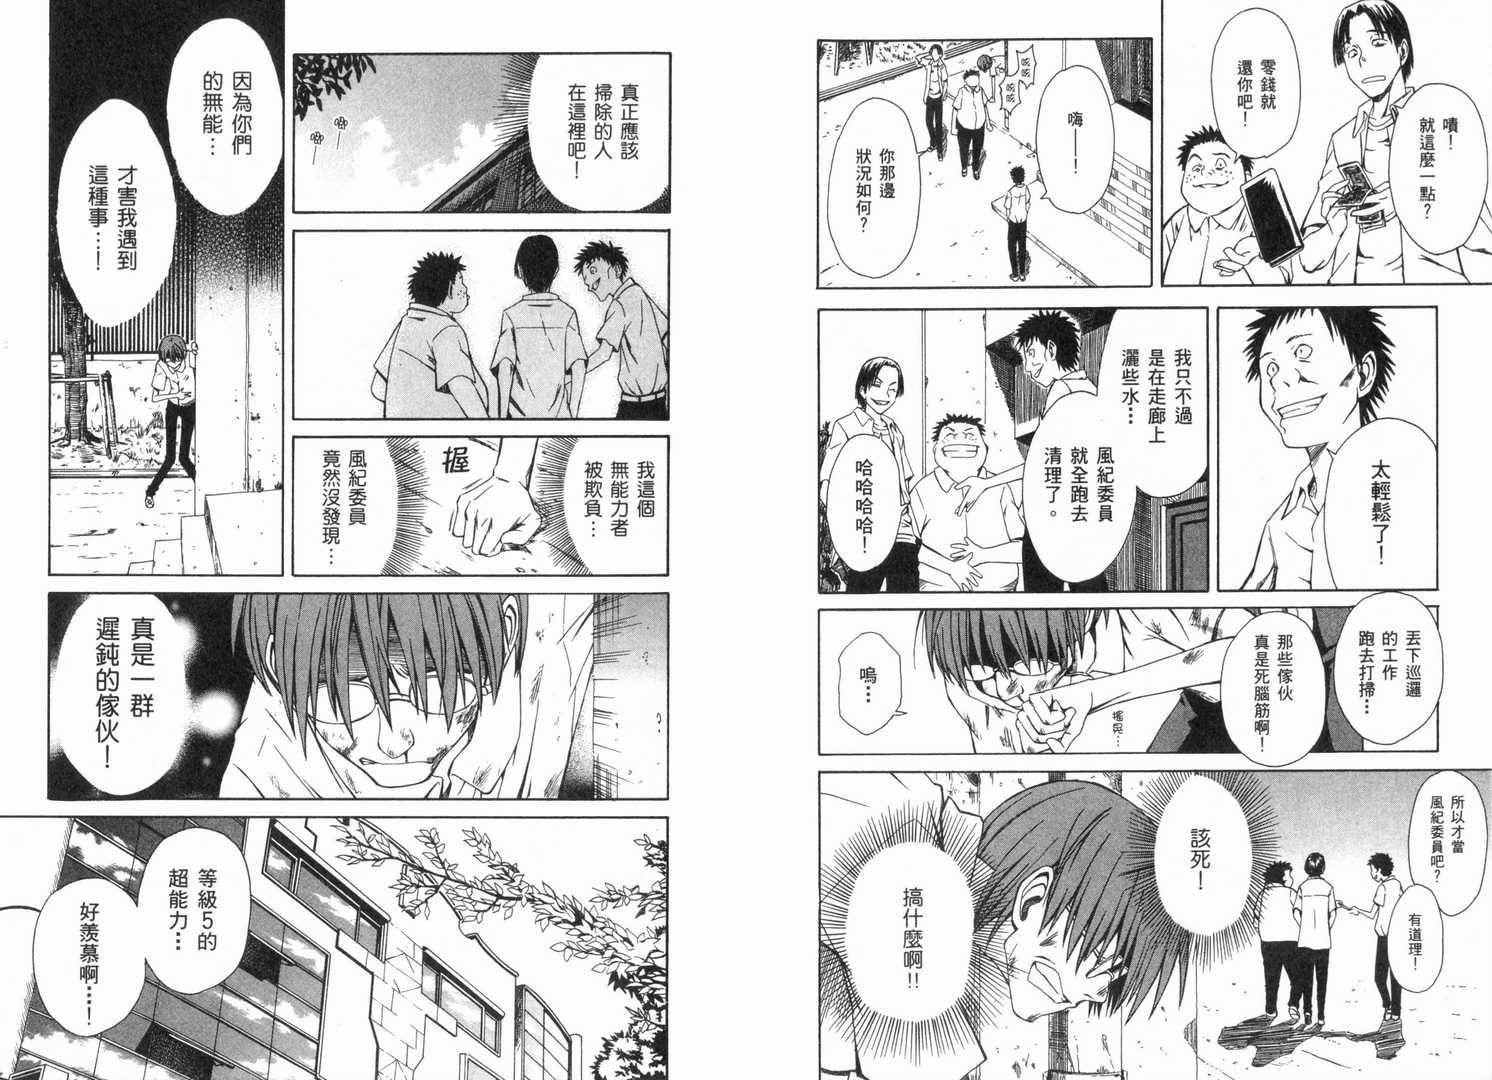 嘖！
就這麼一
點？
零錢就
還你吧！
咳咳
咳咳
嗨——！
你那邊
狀況如何？
太輕鬆了！
我只不過
是在走廊上
灑些水…
風紀委員
就全跑去
清理了。
哈哈哈哈！
丟下巡邏
的工作
跑去打掃…
那些傢伙
真是死腦筋啊！
搖晃…
嗚…
所以才當
風紀委員吧？
有道理！
該死！
搞什麼啊！！
真正應該
掃除的人
在這裡吧！
啾—
啾—
我這個
無能力者
被欺負…
握
風紀委員
竟然沒發現…
因為你們
的無能…
才害我遇到
這種事…！
真是一群
遲鈍的傢伙！
等級5的
超能力…
好羨慕啊…！